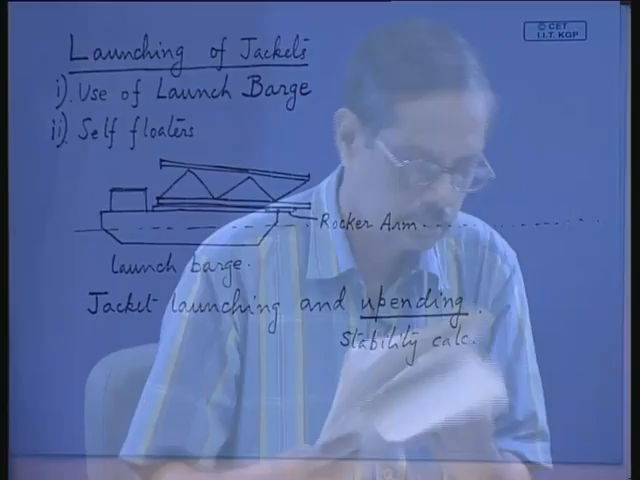 © CET
I.I.T. KGP
Launching of Jackets
i). Use of Launch Barge
ii). Self floaters
Rocker Arm
launch barge.
Jacket launching and upending.
stability calc.